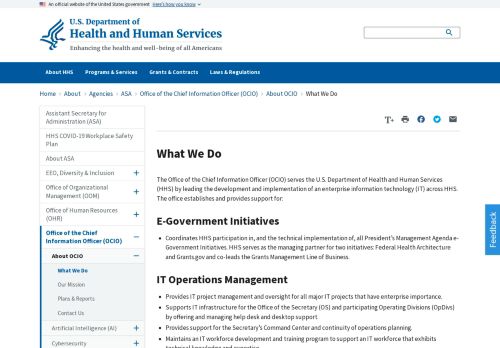 An official website of the United States government Here's how you know
U.S. Department of
Health and Human Services
Enhancing the health and well-being of all Americans
About HHS Programs & Services Grants & Contracts Laws & Regulations
Home > About > Agencies > ASA > Office of the Chief Information Officer (OCIO) > About OCIO > What We Do
Assistant Secretary for
Administration (ASA)
HHS COVID-19 Workplace Safety
Plan
About ASA
EEO, Diversity & Inclusion +
Office of Organizational
Management (OOM) +
Office of Human Resources
(OHR) +
Office of the Chief
Information Officer (OCIO) −
About OCIO −
What We Do
Our Mission
Plans & Reports
Contact Us
Artificial Intelligence (AI) +
Cybersecurity +
T+
What We Do
The Office of the Chief Information Officer (OCIO) serves the U.S. Department of Health and Human Services
(HHS) by leading the development and implementation of an enterprise information technology (IT) across HHS.
The office establishes and provides support for:
E-Government Initiatives
• Coordinates HHS participation in, and the technical implementation of, all President's Management Agenda e-
Government Initiatives. HHS serves as the managing partner for two initiatives: Federal Health Architecture
and Grants.gov and co-leads the Grants Management Line of Business.
IT Operations Management
• Provides IT project management and oversight for all major IT projects that have enterprise importance.
• Supports IT infrastructure for the Office of the Secretary (OS) and participating Operating Divisions (OpDivs)
by offering and managing help desk and desktop support.
• Provides support for the Secretary's Command Center and continuity of operations planning.
• Maintains an IT workforce development and training program to support an IT workforce that exhibits
Feedback